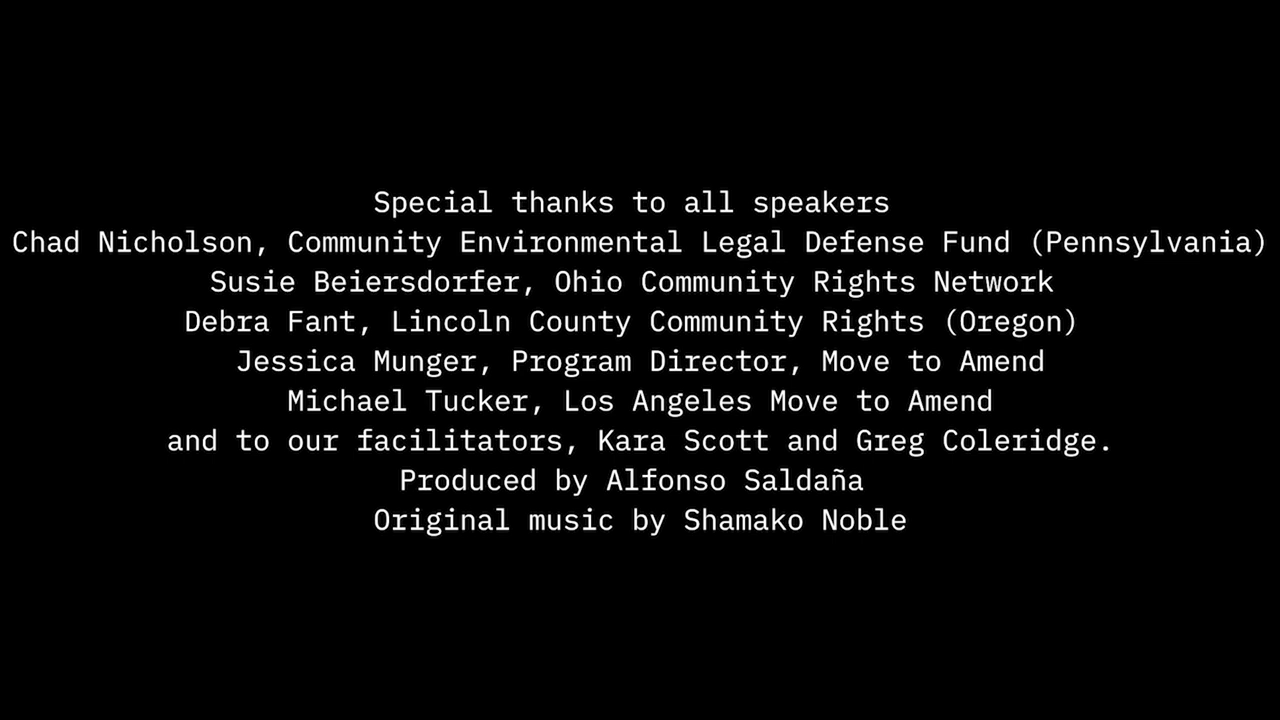 Special thanks to all speakers
Chad Nicholson, Community Environmental Legal Defense Fund (Pennsylvania)
Susie Beiersdorfer, Ohio Community Rights Network
Debra Fant, Lincoln County Community Rights (Oregon)
Jessica Munger, Program Director, Move to Amend
Michael Tucker, Los Angeles Move to Amend
and to our facilitators, Kara Scott and Greg Coleridge.
Produced by Alfonso Saldaña
Original music by Shamako Noble